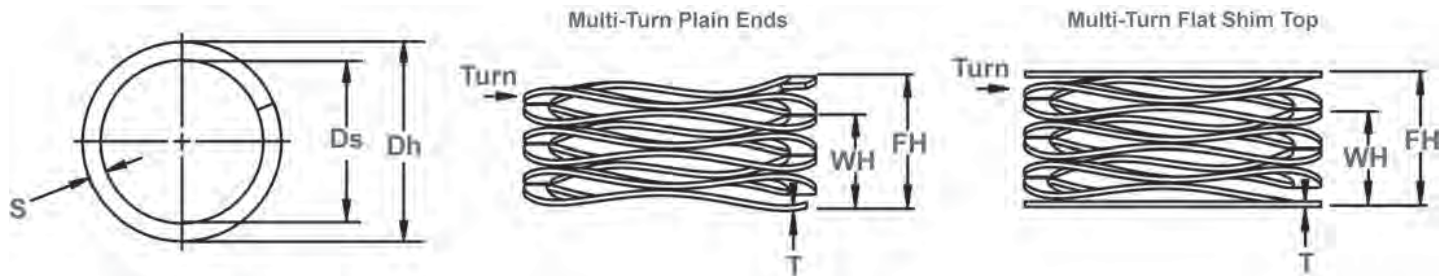 Multi-Turn Plain Ends
Multi-Turn Flat Shim Top
Turn
Turn
Ds
Dh
S
WH
FH
T
WH
FH
T